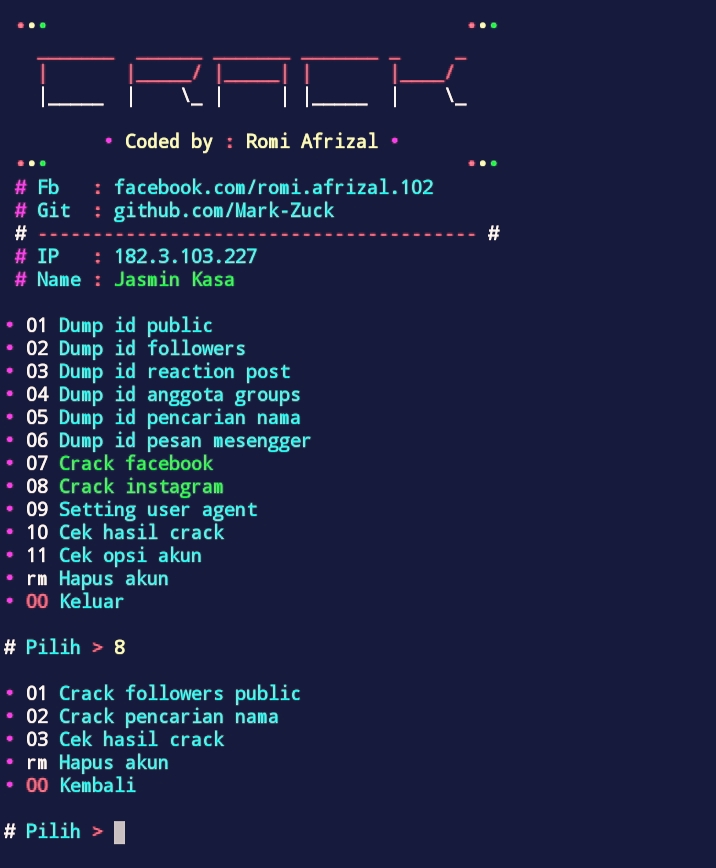 CRACK
• Coded by : Romi Afrizal •
# Fb   : facebook.com/romi.afrizal.102
# Git  : github.com/Mark-Zuck
# ---------------------------------------- #
# IP   : 182.3.103.227
# Name : Jasmin Kasa
• 01 Dump id public
• 02 Dump id followers
• 03 Dump id reaction post
• 04 Dump id anggota groups
• 05 Dump id pencarian nama
• 06 Dump id pesan mesengger
• 07 Crack facebook
• 08 Crack instagram
• 09 Setting user agent
• 10 Cek hasil crack
• 11 Cek opsi akun
• rm Hapus akun
• 00 Keluar
# Pilih > 8
• 01 Crack followers public
• 02 Crack pencarian nama
• 03 Cek hasil crack
• rm Hapus akun
• 00 Kembali
# Pilih >